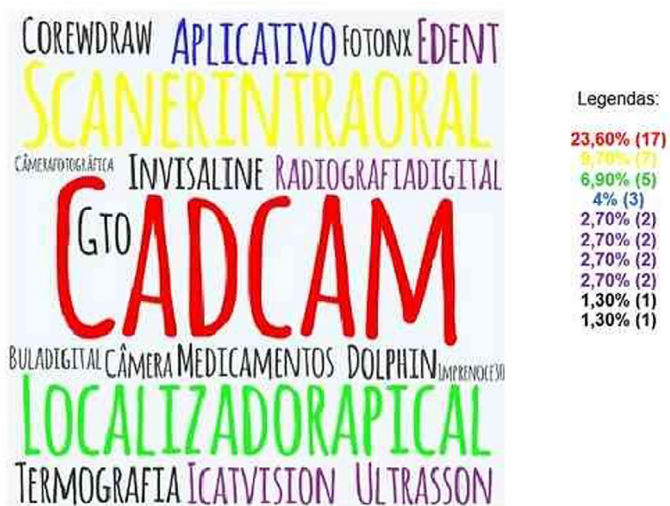 COREWDRAW APLICATIVO FOTONX EDENT
SCANERINTRAORAL
CÂMERAFOTOGRÁFICA INVISALINE RADIOGRAFIADIGITAL
GTO
CADCAM
BULADIGITAL CÂMERA MEDICAMENTOS DOLPHIN IMPRENOCE3D
LOCALIZADORAPICAL
TERMOGRAFIA ICATVISION ULTRASSON
Legendas:
23,60% (17)
9,70% (7)
6,90% (5)
4% (3)
2,70% (2)
2,70% (2)
2,70% (2)
2,70% (2)
1,30% (1)
1,30% (1)